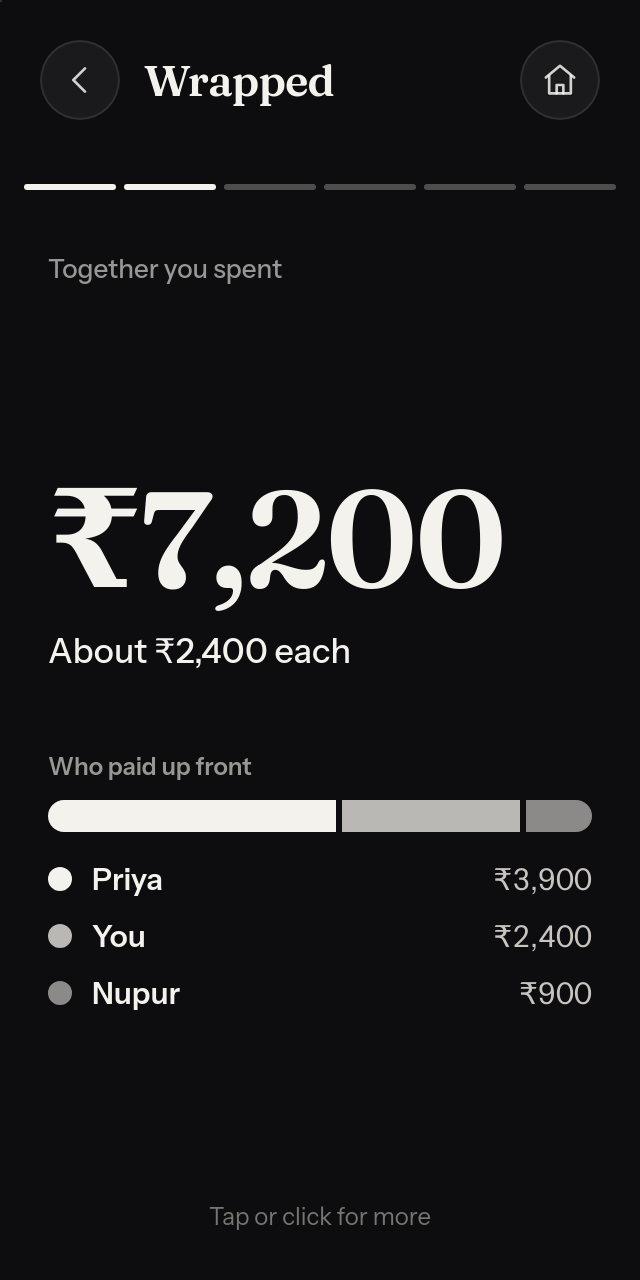 Wrapped
Together you spent
₹7,200
About ₹2,400 each
Who paid up front
Priya ₹3,900
You ₹2,400
Nupur ₹900
Tap or click for more